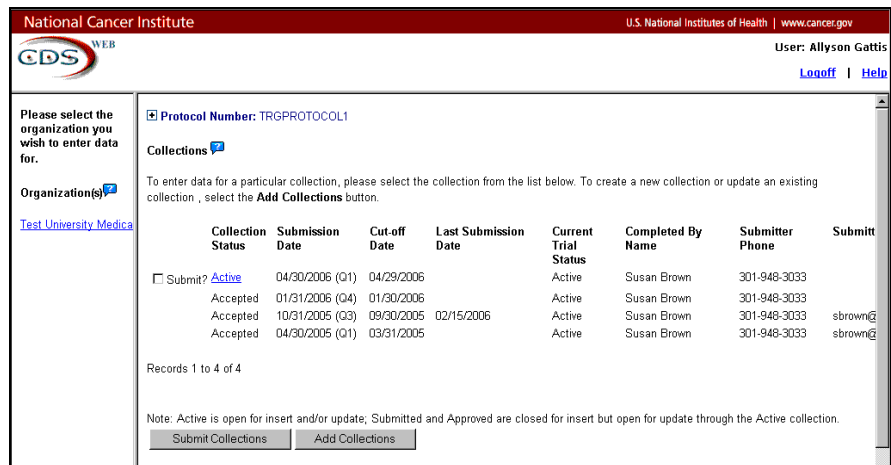 National Cancer Institute
U.S. National Institutes of Health | www.cancer.gov
CDS WEB
User: Allyson Gattis
Logoff | Help
Please select the
organization you
wish to enter data
for.
Organization(s)?
Test University Medica
+ Protocol Number: TRGPROTOCOL1
Collections ?
To enter data for a particular collection, please select the collection from the list below. To create a new collection or update an existing
collection , select the Add Collections button.
Collection Status Submission Date Cut-off Date Last Submission Date Current Trial Status Completed By Name Submitter Phone Submitt
Submit? Active 04/30/2006 (Q1) 04/29/2006 Active Susan Brown 301-948-3033
Accepted 01/31/2006 (Q4) 01/30/2006 Active Susan Brown 301-948-3033
Accepted 10/31/2005 (Q3) 09/30/2005 02/15/2006 Active Susan Brown 301-948-3033 sbrown@
Accepted 04/30/2005 (Q1) 03/31/2005 Active Susan Brown 301-948-3033 sbrown@
Records 1 to 4 of 4
Note: Active is open for insert and/or update; Submitted and Approved are closed for insert but open for update through the Active collection.
Submit Collections Add Collections